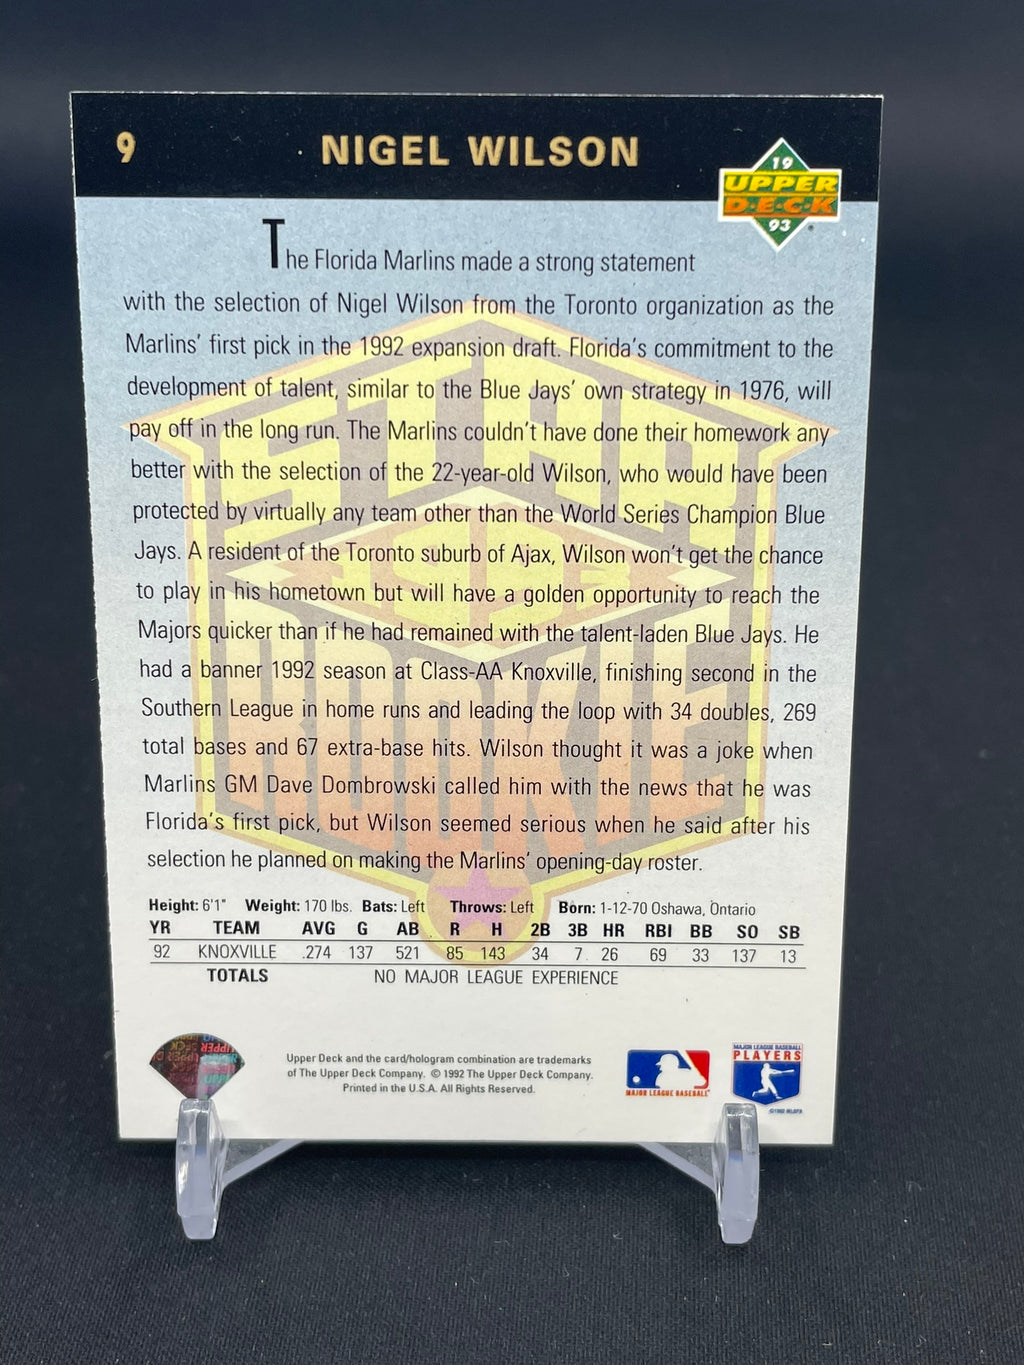 9 NIGEL WILSON
19
UPPER
D·E·C·K
93
The Florida Marlins made a strong statement
with the selection of Nigel Wilson from the Toronto organization as the
Marlins' first pick in the 1992 expansion draft. Florida's commitment to the
development of talent, similar to the Blue Jays' own strategy in 1976, will
pay off in the long run. The Marlins couldn't have done their homework any
better with the selection of the 22-year-old Wilson, who would have been
protected by virtually any team other than the World Series Champion Blue
Jays. A resident of the Toronto suburb of Ajax, Wilson won't get the chance
to play in his hometown but will have a golden opportunity to reach the
Majors quicker than if he had remained with the talent-laden Blue Jays. He
had a banner 1992 season at Class-AA Knoxville, finishing second in the
Southern League in home runs and leading the loop with 34 doubles, 269
total bases and 67 extra-base hits. Wilson thought it was a joke when
Marlins GM Dave Dombrowski called him with the news that he was
Florida's first pick, but Wilson seemed serious when he said after his
selection he planned on making the Marlins' opening-day roster.
STAR
ROOKIE
Height: 6'1" Weight: 170 lbs. Bats: Left Throws: Left Born: 1-12-70 Oshawa, Ontario
YR TEAM AVG G AB R H 2B 3B HR RBI BB SO SB
92 KNOXVILLE .274 137 521 85 143 34 7 26 69 33 137 13
TOTALS NO MAJOR LEAGUE EXPERIENCE
Upper Deck and the card/hologram combination are trademarks
of The Upper Deck Company. © 1992 The Upper Deck Company.
Printed in the U.S.A. All Rights Reserved.
MAJOR LEAGUE BASEBALL
MAJOR LEAGUE BASEBALL
PLAYERS
©1992 MLBPA